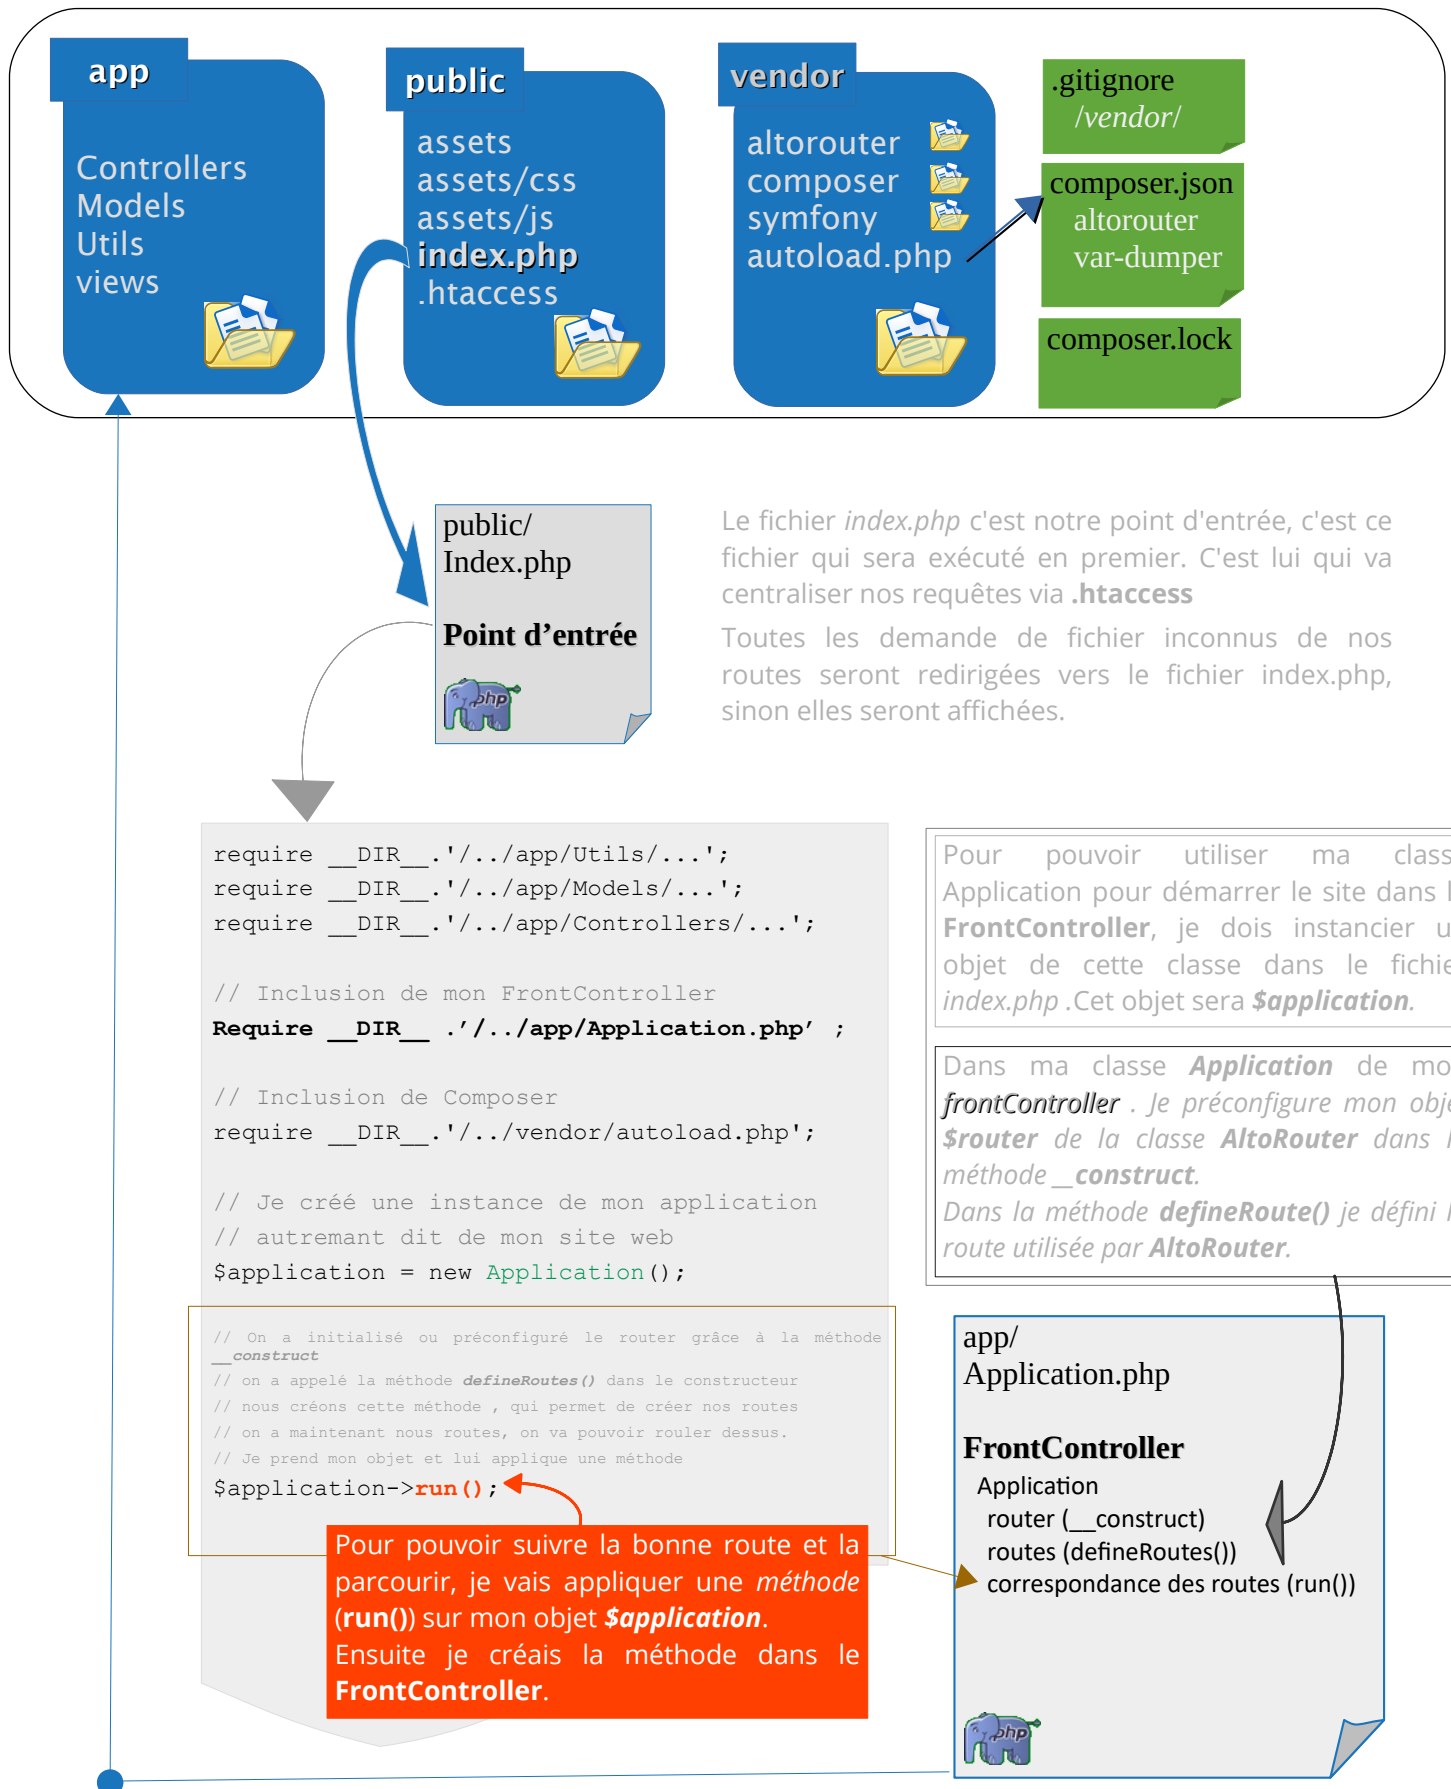 app
Controllers
Models
Utils
views
public
assets
assets/css
assets/js
index.php
.htaccess
vendor
altorouter
composer
symfony
autoload.php
.gitignore
/vendor/
composer.json
altorouter
var-dumper
composer.lock
public/
Index.php
Point d’entrée
php
Le fichier index.php c'est notre point d'entrée, c'est ce
fichier qui sera exécuté en premier. C'est lui qui va
centraliser nos requêtes via .htaccess
Toutes les demande de fichier inconnus de nos
routes seront redirigées vers le fichier index.php,
sinon elles seront affichées.
require __DIR__.'/../app/Utils/...';
require __DIR__.'/../app/Models/...';
require __DIR__.'/../app/Controllers/...';
// Inclusion de mon FrontController
Require __DIR__ .’/../app/Application.php’ ;
// Inclusion de Composer
require __DIR__.'/../vendor/autoload.php';
// Je créé une instance de mon application
// autremant dit de mon site web
$application = new Application();
// On a initialisé ou préconfiguré le router grâce à la méthode
__construct
// on a appelé la méthode defineRoutes() dans le constructeur
// nous créons cette méthode , qui permet de créer nos routes
// on a maintenant nous routes, on va pouvoir rouler dessus.
// Je prend mon objet et lui applique une méthode
$application->run();
Pour pouvoir suivre la bonne route et la
parcourir, je vais appliquer une méthode
(run()) sur mon objet $application.
Ensuite je créais la méthode dans le
FrontController.
Pour pouvoir utiliser ma class
Application pour démarrer le site dans l
FrontController, je dois instancier u
objet de cette classe dans le fichie
index.php .Cet objet sera $application.
Dans ma classe Application de mo
frontController . Je préconfigure mon obje
$router de la classe AltoRouter dans l
méthode __construct.
Dans la méthode defineRoute() je défini l
route utilisée par AltoRouter.
app/
Application.php
FrontController
Application
router (__construct)
routes (defineRoutes())
correspondance des routes (run())
php